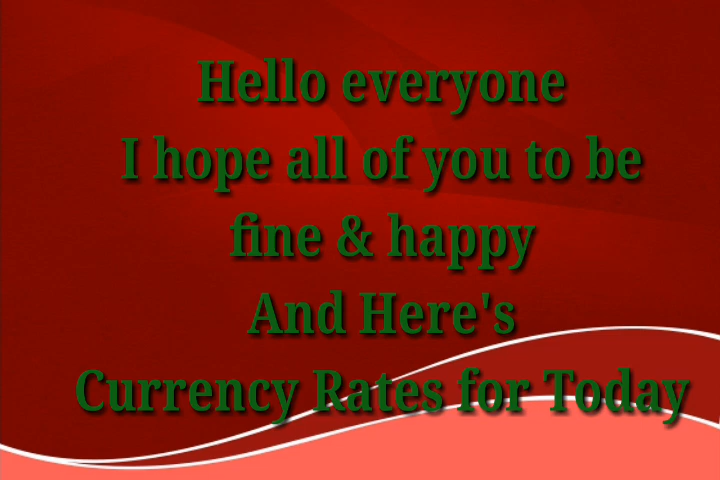 Hello everyone
I hope all of you to be
fine & happy
And Here's
Currency Rates for Today